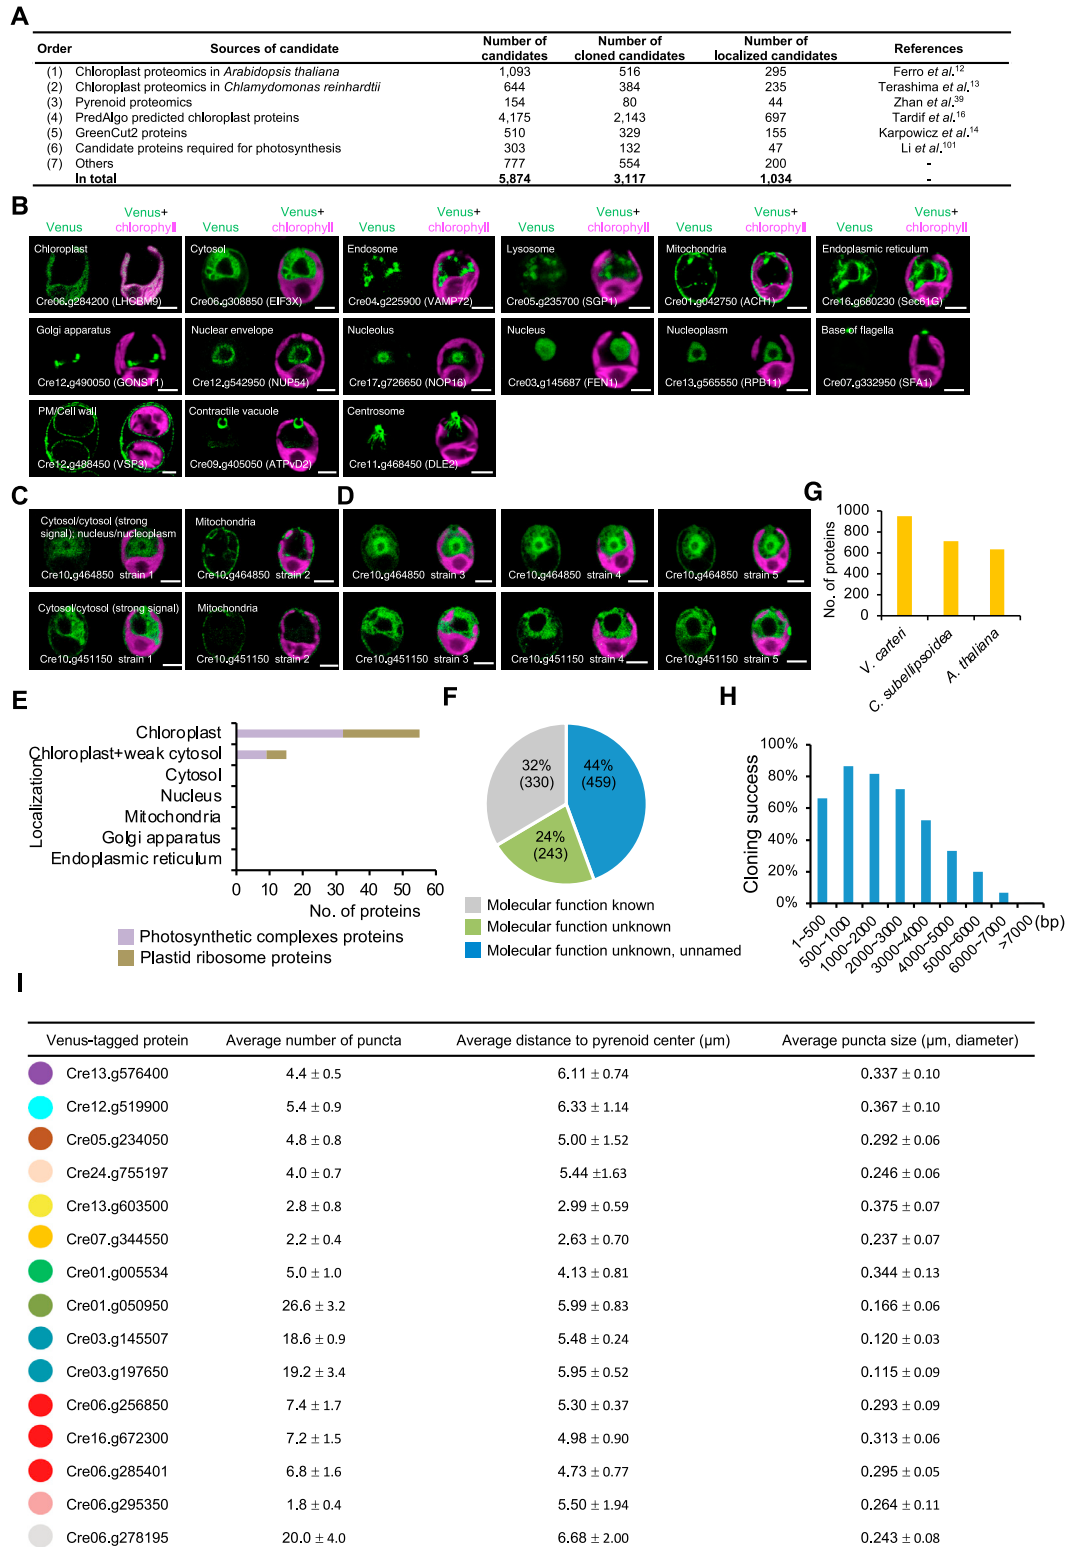 A
Order Sources of candidate Number of candidates Number of cloned candidates Number of localized candidates References
(1) Chloroplast proteomics in Arabidopsis thaliana 1,093 516 295 Ferro et al.12
(2) Chloroplast proteomics in Chlamydomonas reinhardtii 644 384 235 Terashima et al.13
(3) Pyrenoid proteomics 154 80 44 Zhan et al.39
(4) PredAlgo predicted chloroplast proteins 4,175 2,143 697 Tardif et al.16
(5) GreenCut2 proteins 510 329 155 Karpowicz et al.14
(6) Candidate proteins required for photosynthesis 303 132 47 Li et al.101
(7) Others 777 554 200 -
In total 5,874 3,117 1,034 -
B
Venus Venus+ chlorophyll Venus Venus+ chlorophyll Venus Venus+ chlorophyll Venus Venus+ chlorophyll Venus Venus+ chlorophyll Venus Venus+ chlorophyll
Chloroplast Cytosol Endosome Lysosome Mitochondria Endoplasmic reticulum
Cre06.g284200 (LHCBM9) Cre06.g308850 (EIF3X) Cre04.g225900 (VAMP72) Cre05.g235700 (SGP1) Cre01.g042750 (ACH1) Cre16.g680230 (Sec61G)
Golgi apparatus Nuclear envelope Nucleolus Nucleus Nucleoplasm Base of flagella
Cre12.g490050 (GONST1) Cre12.g542950 (NUP54) Cre17.g726650 (NOP16) Cre03.g145687 (FEN1) Cre13.g565550 (RPB11) Cre07.g332950 (SFA1)
PM/Cell wall Contractile vacuole Centrosome
Cre12.g488450 (VSP3) Cre09.g405050 (ATPvD2) Cre11.g468450 (DLE2)
C D
Cytosol/cytosol (strong signal); nucleus/nucleoplasm Mitochondria
Cre10.g464850 strain 1 Cre10.g464850 strain 2 Cre10.g464850 strain 3 Cre10.g464850 strain 4 Cre10.g464850 strain 5
Cytosol/cytosol (strong signal) Mitochondria
Cre10.g451150 strain 1 Cre10.g451150 strain 2 Cre10.g451150 strain 3 Cre10.g451150 strain 4 Cre10.g451150 strain 5
G
No. of proteins
1000
800
600
400
200
0
V. carteri C. subellipsoidea A. thaliana
E
Localization
Chloroplast
Chloroplast+weak cytosol
Cytosol
Nucleus
Mitochondria
Golgi apparatus
Endoplasmic reticulum
0 10 20 30 40 50 60
No. of proteins
Photosynthetic complexes proteins
Plastid ribosome proteins
F
32% (330)
44% (459)
24% (243)
Molecular function known
Molecular function unknown
Molecular function unknown, unnamed
H
Cloning success
100%
80%
60%
40%
20%
0%
1~500 500~1000 1000~2000 2000~3000 3000~4000 4000~5000 5000~6000 6000~7000 >7000 (bp)
I
Venus-tagged protein Average number of puncta Average distance to pyrenoid center (µm) Average puncta size (µm, diameter)
Cre13.g576400 4.4 ± 0.5 6.11 ± 0.74 0.337 ± 0.10
Cre12.g519900 5.4 ± 0.9 6.33 ± 1.14 0.367 ± 0.10
Cre05.g234050 4.8 ± 0.8 5.00 ± 1.52 0.292 ± 0.06
Cre24.g755197 4.0 ± 0.7 5.44 ±1.63 0.246 ± 0.06
Cre13.g603500 2.8 ± 0.8 2.99 ± 0.59 0.375 ± 0.07
Cre07.g344550 2.2 ± 0.4 2.63 ± 0.70 0.237 ± 0.07
Cre01.g005534 5.0 ± 1.0 4.13 ± 0.81 0.344 ± 0.13
Cre01.g050950 26.6 ± 3.2 5.99 ± 0.83 0.166 ± 0.06
Cre03.g145507 18.6 ± 0.9 5.48 ± 0.24 0.120 ± 0.03
Cre03.g197650 19.2 ± 3.4 5.95 ± 0.52 0.115 ± 0.09
Cre06.g256850 7.4 ± 1.7 5.30 ± 0.37 0.293 ± 0.09
Cre16.g672300 7.2 ± 1.5 4.98 ± 0.90 0.313 ± 0.06
Cre06.g285401 6.8 ± 1.6 4.73 ± 0.77 0.295 ± 0.05
Cre06.g295350 1.8 ± 0.4 5.50 ± 1.94 0.264 ± 0.11
Cre06.g278195 20.0 ± 4.0 6.68 ± 2.00 0.243 ± 0.08